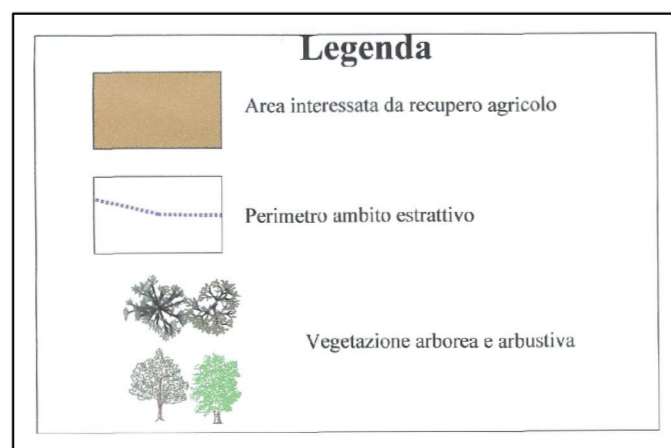 Legenda
Area interessata da recupero agricolo
Perimetro ambito estrattivo
Vegetazione arborea e arbustiva